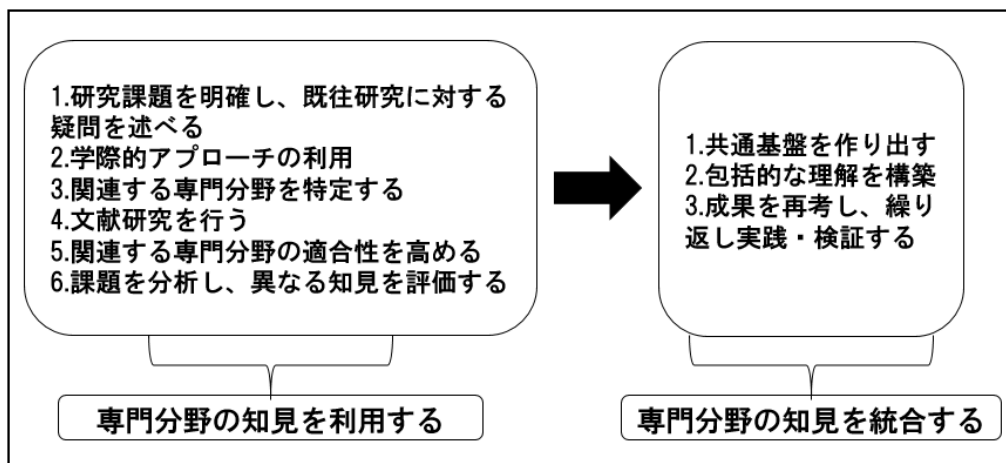 1.研究課題を明確し、既往研究に対する
疑問を述べる
2.学際的アプローチの利用
3.関連する専門分野を特定する
4.文献研究を行う
5.関連する専門分野の適合性を高める
6.課題を分析し、異なる知見を評価する
専門分野の知見を利用する
1.共通基盤を作り出す
2.包括的な理解を構築
3.成果を再考し、繰り
返し実践・検証する
専門分野の知見を統合する